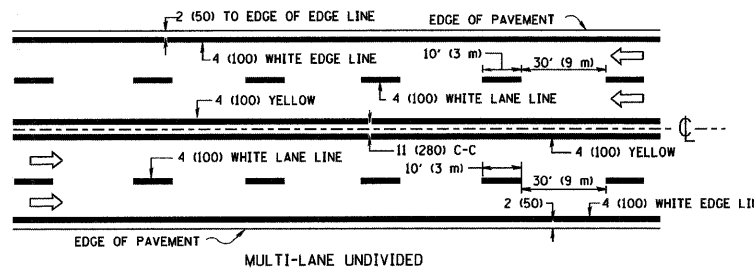 2 (50) TO EDGE OF EDGE LINE
EDGE OF PAVEMENT
4 (100) WHITE EDGE LINE
10' (3 m)
30' (9 m)
4 (100) WHITE LANE LINE
4 (100) YELLOW
℄
11 (280) C-C
4 (100) YELLOW
4 (100) WHITE LANE LINE
10' (3 m)
30' (9 m)
2 (50)
4 (100) WHITE EDGE LI
EDGE OF PAVEMENT
MULTI-LANE UNDIVIDED